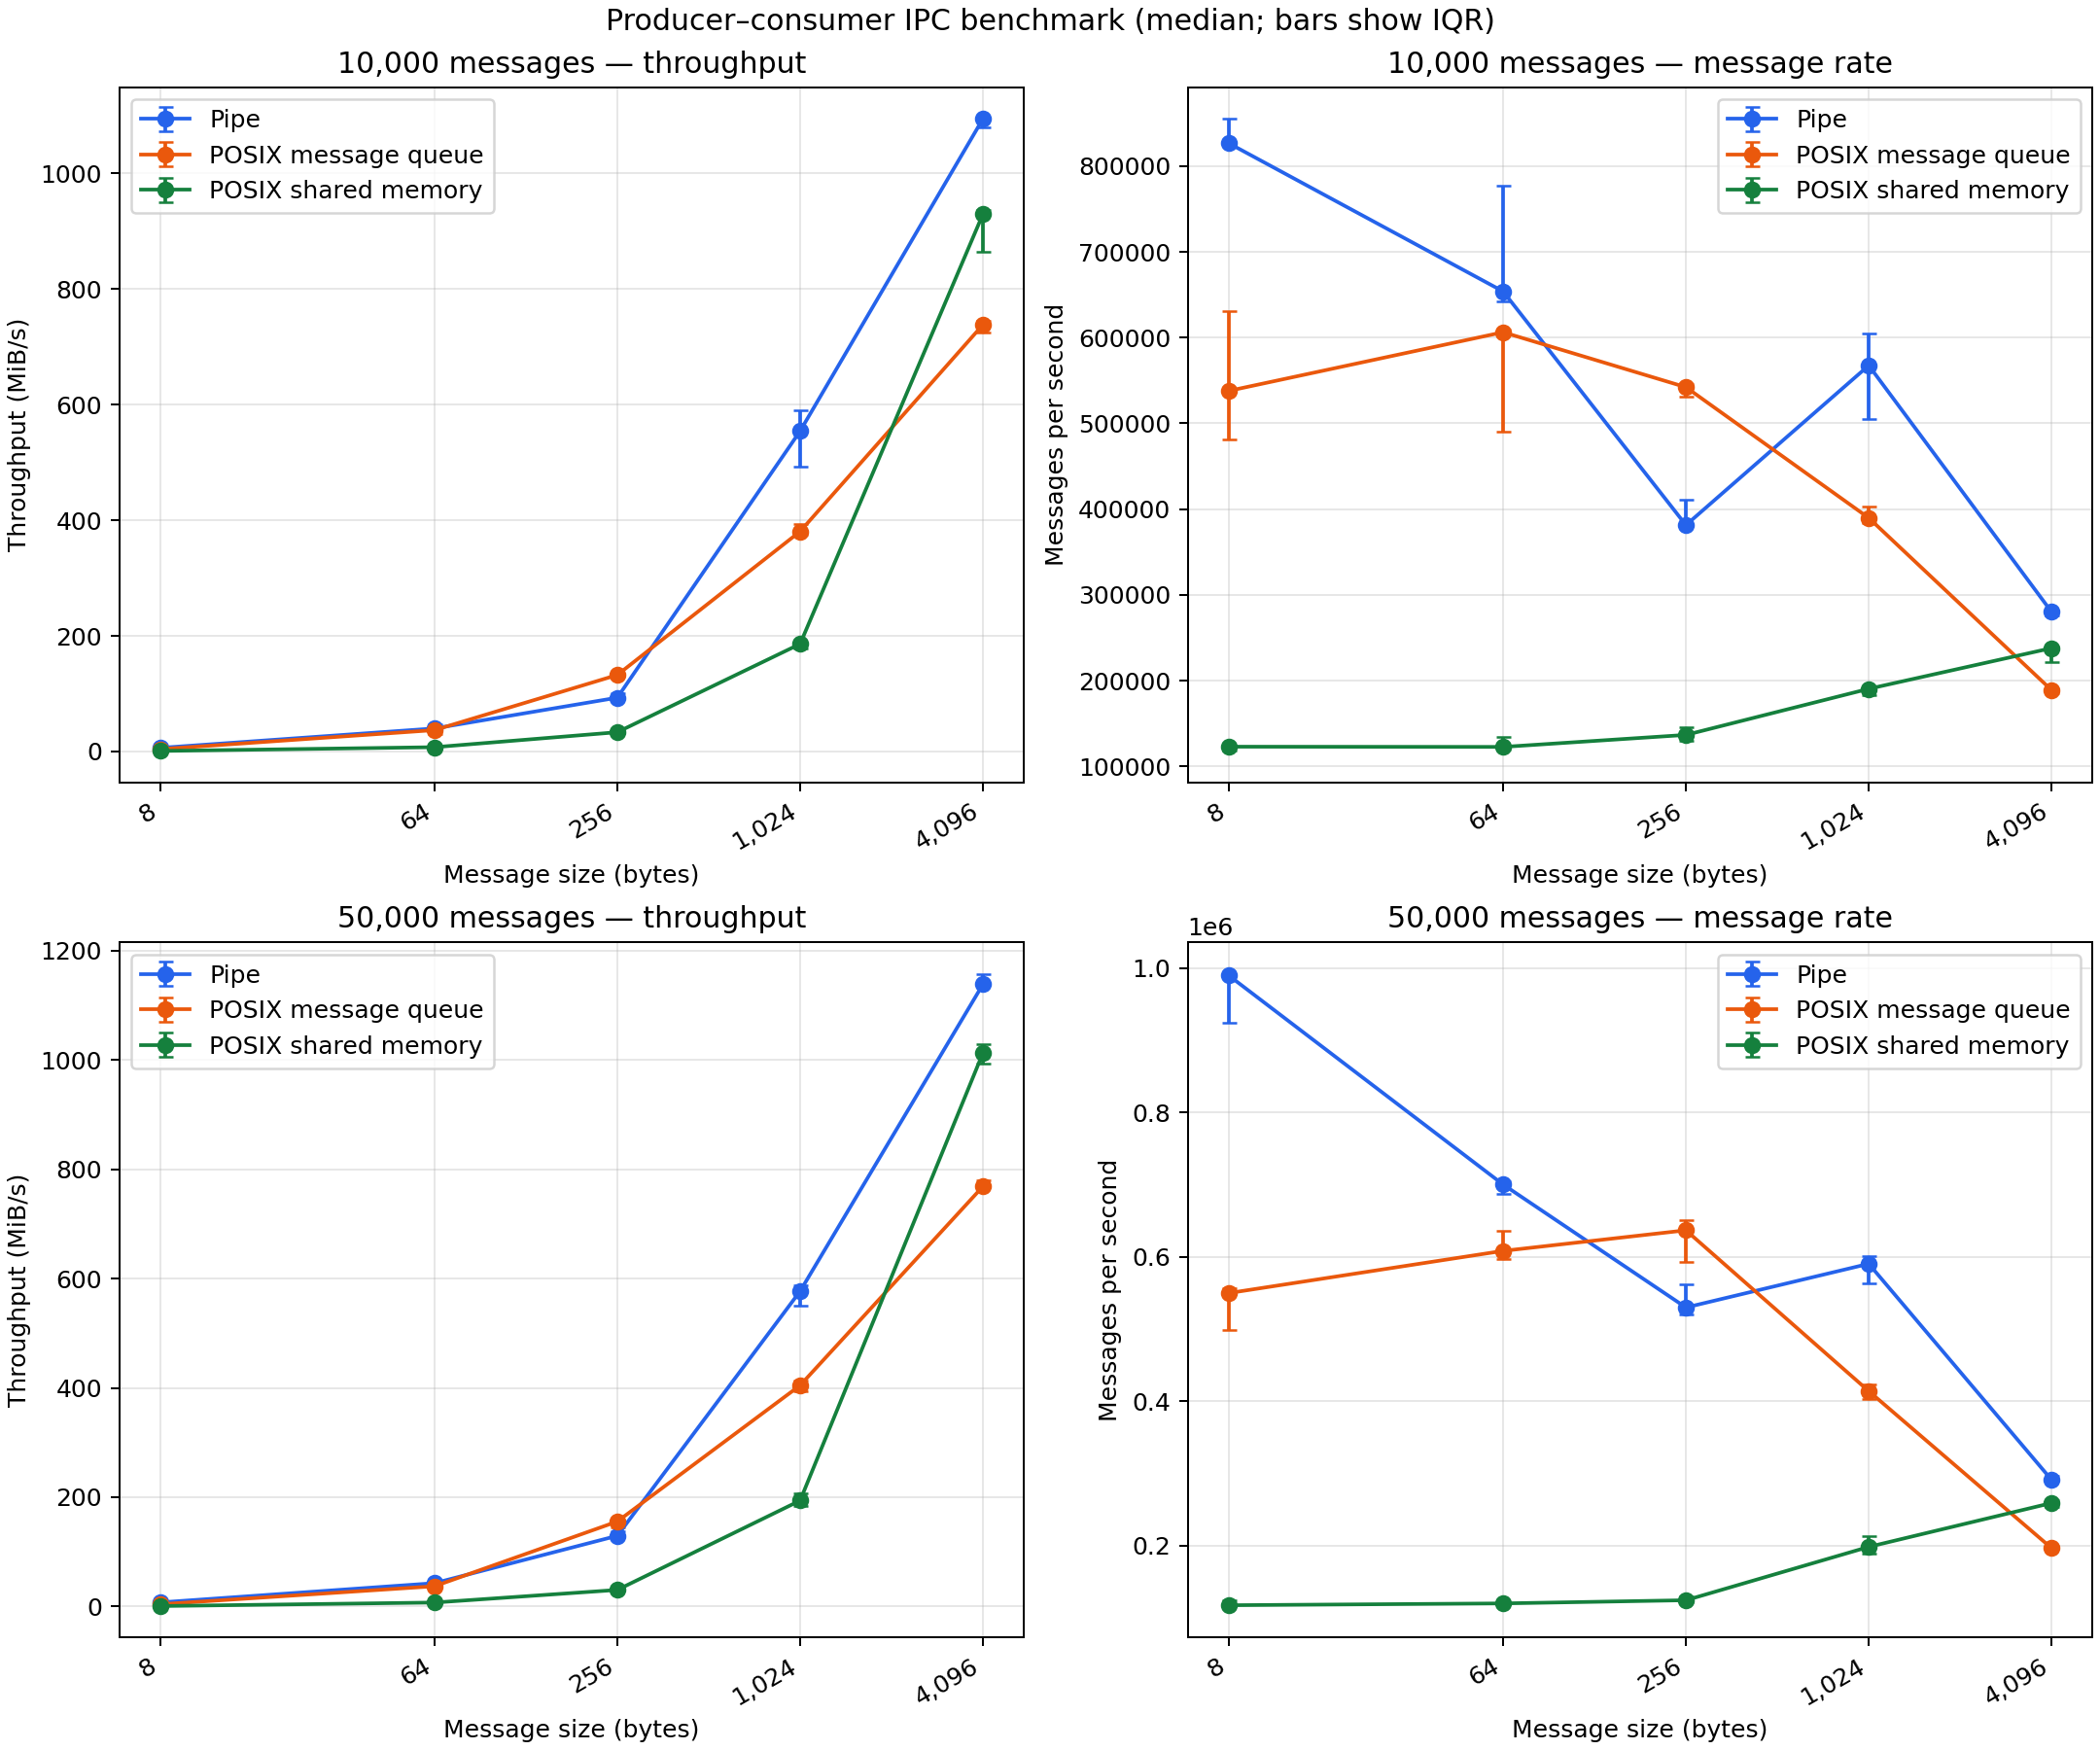 Producer–consumer IPC benchmark (median; bars show IQR)
10,000 messages — throughput
Pipe
POSIX message queue
POSIX shared memory
Throughput (MiB/s)
1000
800
600
400
200
0
8
64
256
1,024
4,096
Message size (bytes)
10,000 messages — message rate
Pipe
POSIX message queue
POSIX shared memory
Messages per second
800000
700000
600000
500000
400000
300000
200000
100000
8
64
256
1,024
4,096
Message size (bytes)
50,000 messages — throughput
Pipe
POSIX message queue
POSIX shared memory
Throughput (MiB/s)
1200
1000
800
600
400
200
0
8
64
256
1,024
4,096
Message size (bytes)
50,000 messages — message rate
1e6
Pipe
POSIX message queue
POSIX shared memory
Messages per second
1.0
0.8
0.6
0.4
0.2
8
64
256
1,024
4,096
Message size (bytes)